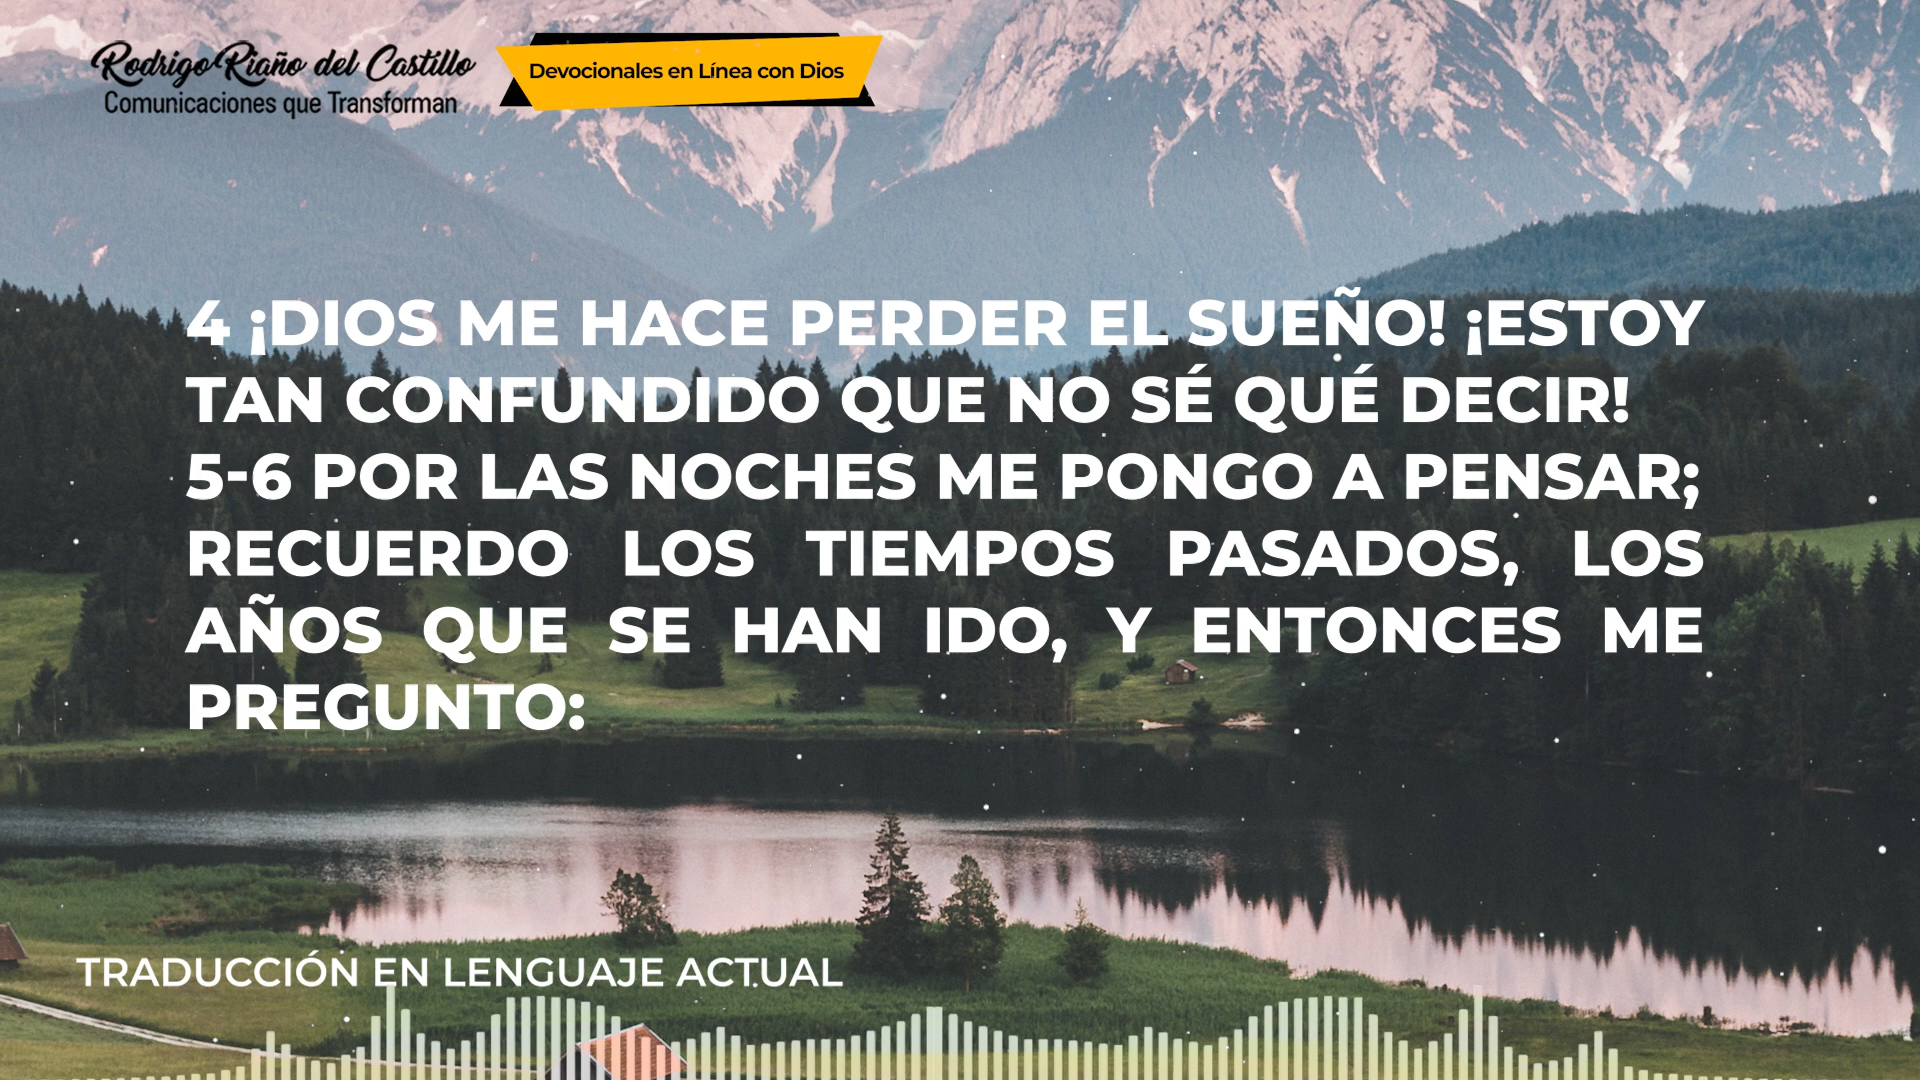 Rodrigo Riaño del Castillo
Comunicaciones que Transforman
Devocionales en Línea con Dios
4 ¡DIOS ME HACE PERDER EL SUEÑO! ¡ESTOY
TAN CONFUNDIDO QUE NO SÉ QUÉ DECIR!
5-6 POR LAS NOCHES ME PONGO A PENSAR;
RECUERDO LOS TIEMPOS PASADOS, LOS
AÑOS QUE SE HAN IDO, Y ENTONCES ME
PREGUNTO:
TRADUCCIÓN EN LENGUAJE ACTUAL